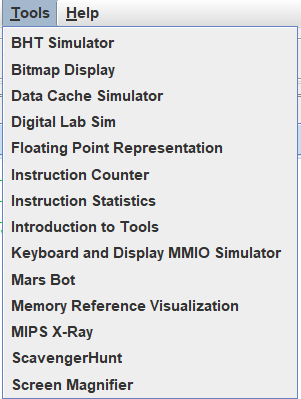 Tools Help
BHT Simulator
Bitmap Display
Data Cache Simulator
Digital Lab Sim
Floating Point Representation
Instruction Counter
Instruction Statistics
Introduction to Tools
Keyboard and Display MMIO Simulator
Mars Bot
Memory Reference Visualization
MIPS X-Ray
ScavengerHunt
Screen Magnifier